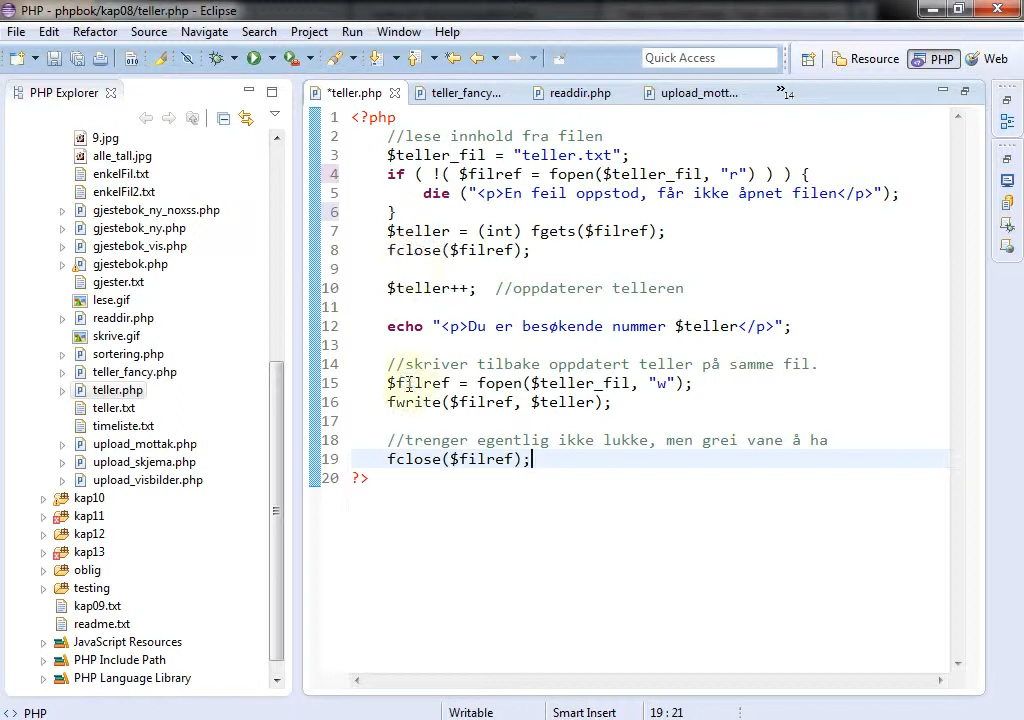 PHP - phpbok/kap08/teller.php - Eclipse
File Edit Refactor Source Navigate Search Project Run Window Help
Quick Access Resource PHP Web
PHP Explorer
9.jpg
alle_tall.jpg
enkelFil.txt
enkelFil2.txt
gjestebok_ny_noxss.php
gjestebok_ny.php
gjestebok_vis.php
gjestebok.php
gjester.txt
lese.gif
readdir.php
skrive.gif
sortering.php
teller_fancy.php
teller.php
teller.txt
timeliste.txt
upload_mottak.php
upload_skjema.php
upload_visbilder.php
kap10
kap11
kap12
kap13
oblig
testing
kap09.txt
readme.txt
JavaScript Resources
PHP Include Path
PHP Language Library
*teller.php teller_fancy... readdir.php upload_mott... »14
1 <?php
2 //lese innhold fra filen
3 $teller_fil = "teller.txt";
4 if ( !( $filref = fopen($teller_fil, "r") ) ) {
5 die ("<p>En feil oppstod, får ikke åpnet filen</p>");
6 }
7 $teller = (int) fgets($filref);
8 fclose($filref);
9
10 $teller++; //oppdaterer telleren
11
12 echo "<p>Du er besøkende nummer $teller</p>";
13
14 //skriver tilbake oppdatert teller på samme fil.
15 $filref = fopen($teller_fil, "w");
16 fwrite($filref, $teller);
17
18 //trenger egentlig ikke lukke, men grei vane å ha
19 fclose($filref);
20 ?>
<> PHP Writable Smart Insert 19 : 21